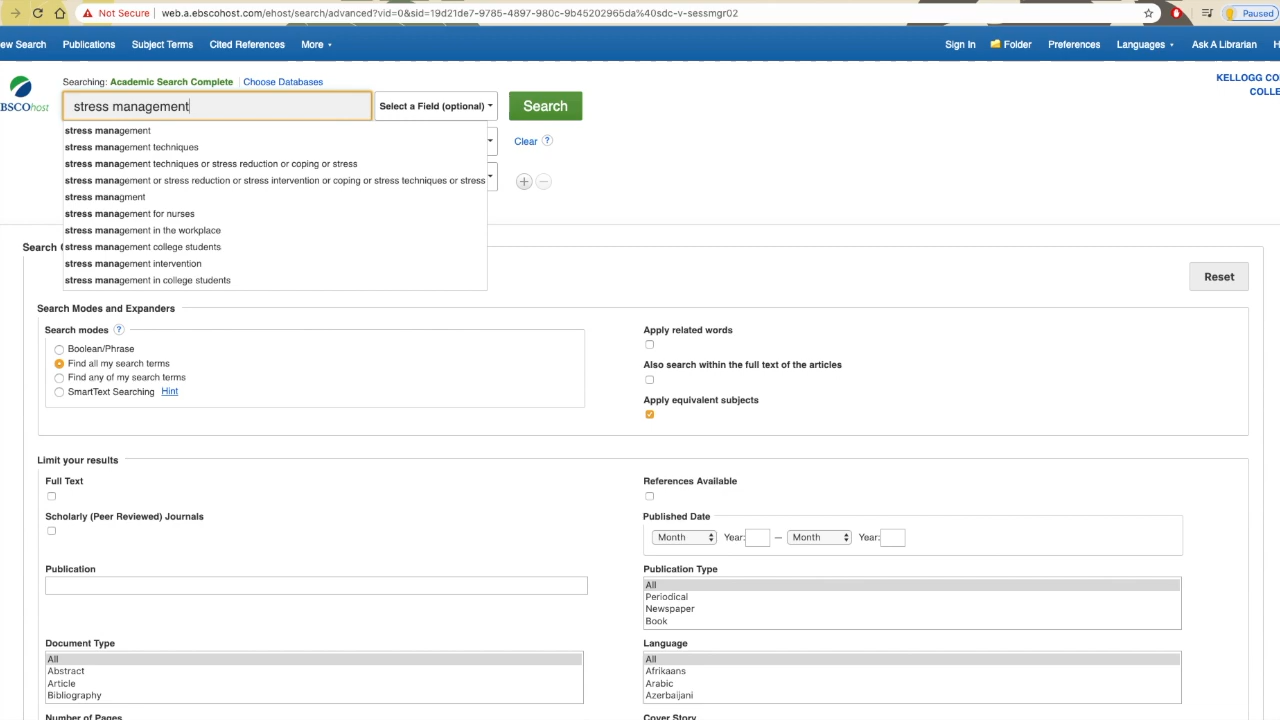 Not Secure | web.a.ebscohost.com/ehost/search/advanced?vid=0&sid=19d21de7-9785-4897-980c-9b45202965da%40sdc-v-sessmgr02 Paused
ew Search Publications Subject Terms Cited References More Sign In Folder Preferences Languages Ask A Librarian H
Searching: Academic Search Complete Choose Databases
KELLOGG CO
COLLE
BSCOhost
stress management Select a Field (optional) Search
stress management
stress management techniques
Clear ?
stress management techniques or stress reduction or coping or stress
stress management or stress reduction or stress intervention or coping or stress techniques or stress
stress managment
stress management for nurses
stress management in the workplace
stress management college students
stress management intervention
stress management in college students
Search
Reset
Search Modes and Expanders
Search modes ?
Boolean/Phrase
Find all my search terms
Find any of my search terms
SmartText Searching Hint
Apply related words
Also search within the full text of the articles
Apply equivalent subjects
Limit your results
Full Text
References Available
Scholarly (Peer Reviewed) Journals
Published Date
Month Year: — Month Year:
Publication
Publication Type
All
Periodical
Newspaper
Book
Document Type
All
Abstract
Article
Bibliography
Language
All
Afrikaans
Arabic
Azerbaijani
Number of Pages
Cover Story